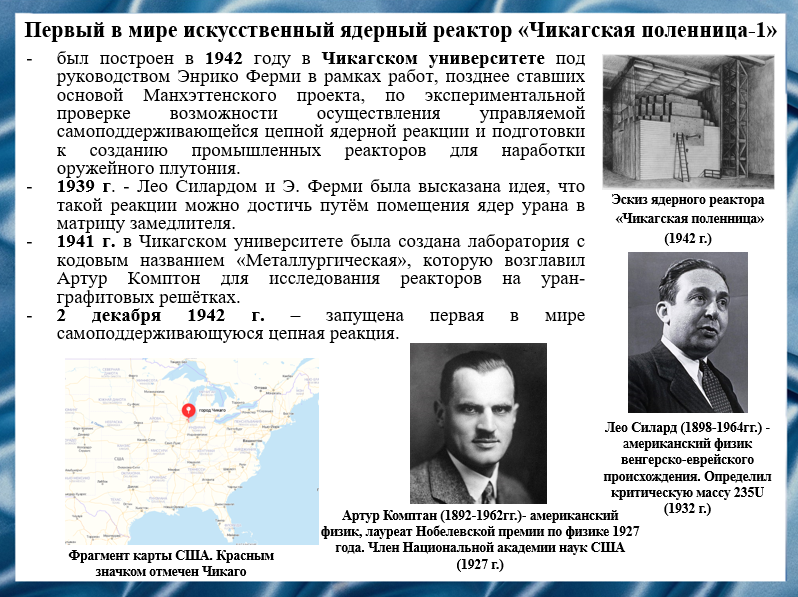 Первый в мире искусственный ядерный реактор «Чикагская поленница-1»
- был построен в 1942 году в Чикагском университете под
руководством Энрико Ферми в рамках работ, позднее ставших
основой Манхэттенского проекта, по экспериментальной
проверке возможности осуществления управляемой
самоподдерживающейся цепной ядерной реакции и подготовки
к созданию промышленных реакторов для наработки
оружейного плутония.
- 1939 г. - Лео Силардом и Э. Ферми была высказана идея, что
такой реакции можно достичь путём помещения ядер урана в
матрицу замедлителя.
- 1941 г. в Чикагском университете была создана лаборатория с
кодовым названием «Металлургическая», которую возглавил
Артур Комптон для исследования реакторов на уран-
графитовых решётках.
- 2 декабря 1942 г. – запущена первая в мире
самоподдерживающуюся цепная реакция.
Эскиз ядерного реактора
«Чикагская поленница»
(1942 г.)
Лео Силард (1898-1964гг.) -
американский физик
венгерско-еврейского
происхождения. Определил
критическую массу 235U
(1932 г.)
город Чикаго
США
Фрагмент карты США. Красным
значком отмечен Чикаго
Артур Комптан (1892-1962гг.)- американский
физик, лауреат Нобелевской премии по физике 1927
года. Член Национальной академии наук США
(1927 г.)